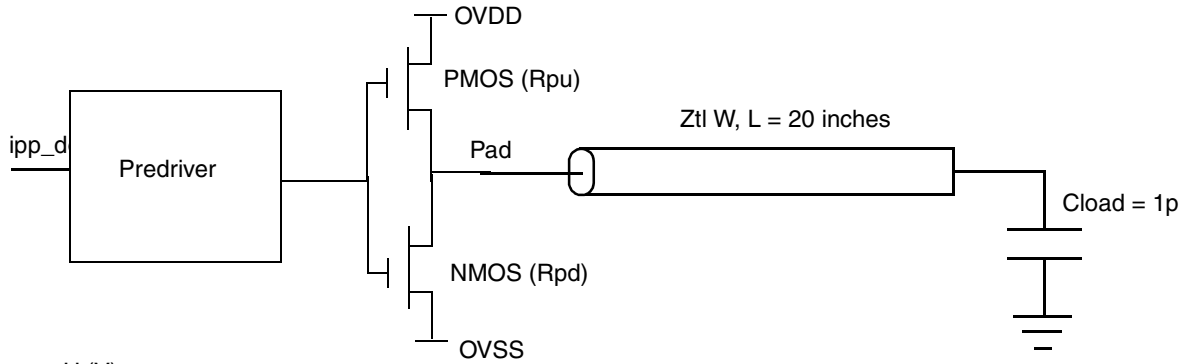 OVDD
PMOS (Rpu)
Ztl W, L = 20 inches
ipp_d
Predriver
Pad
Cload = 1p
NMOS (Rpd)
OVSS